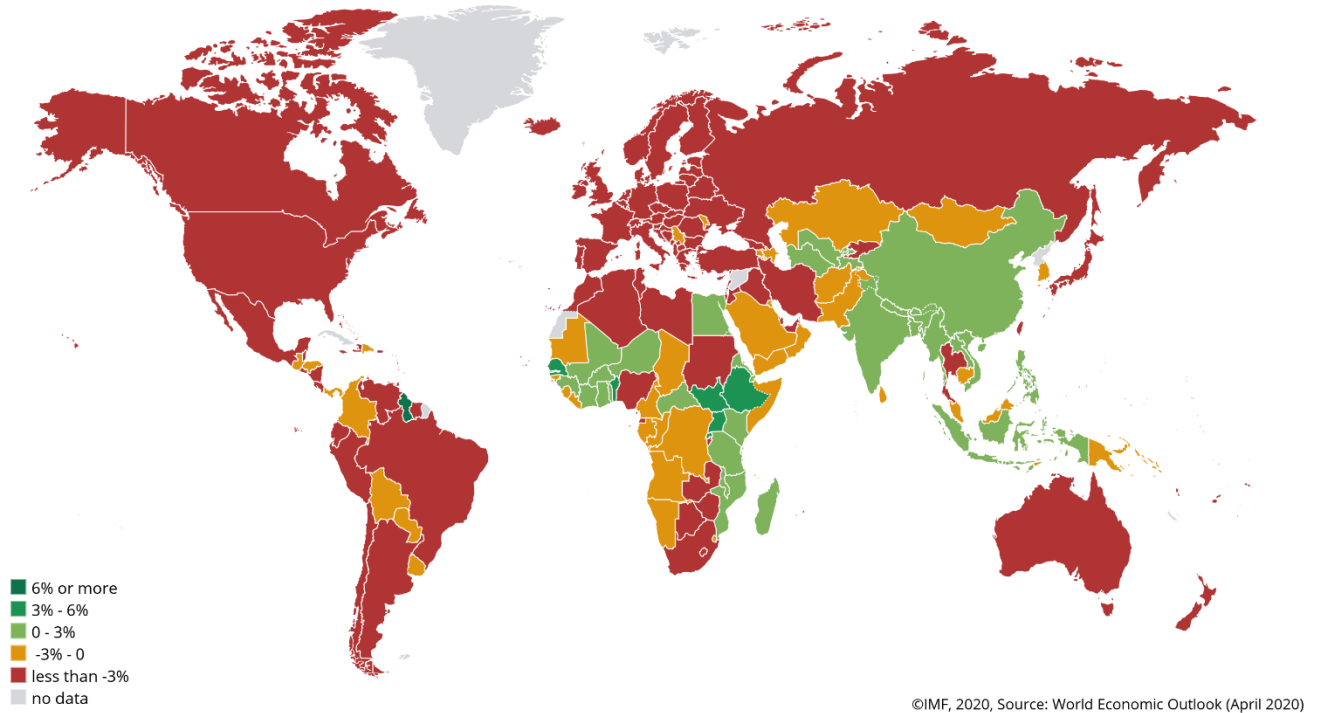 6% or more
3% - 6%
0 - 3%
-3% - 0
less than -3%
no data
©IMF, 2020, Source: World Economic Outlook (April 2020)